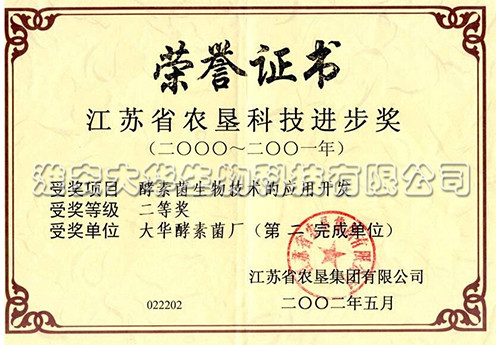 荣誉证书
江苏省农垦科技进步奖
(二〇〇〇~二〇〇一年)
淮安大华生物科技有限公司
受奖项目 酵素菌生物技术的应用开发
受奖等级 二等奖
受奖单位 大华酵素菌厂(第二完成单位)
江苏省农垦集团有限公司
022202
二〇〇二年五月